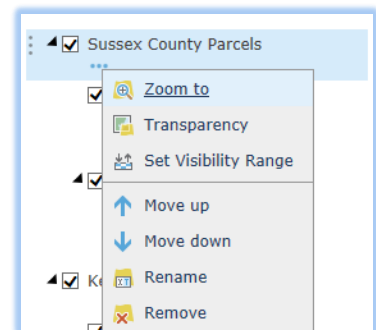 Sussex County Parcels
Zoom to
Transparency
Set Visibility Range
Move up
Move down
Rename
Remove